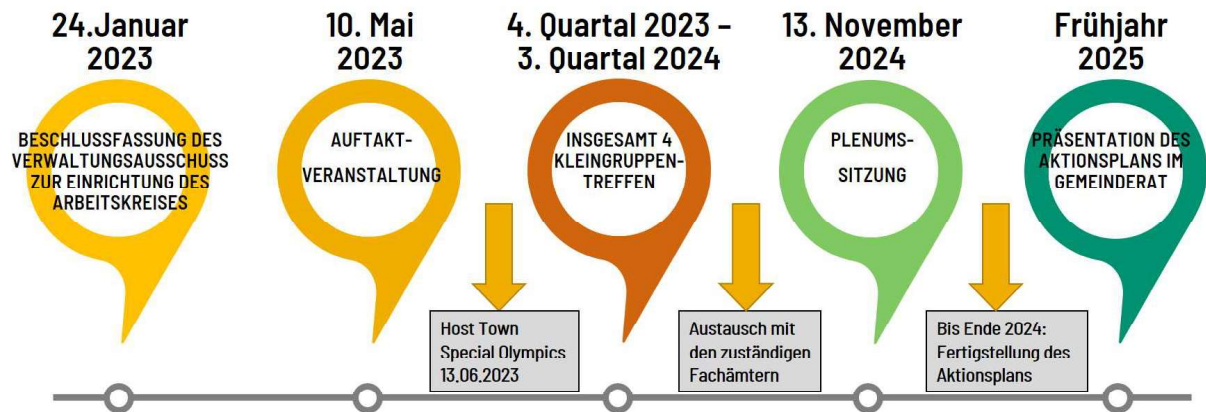 24.Januar
2023
BESCHLUSSFASSUNG DES
VERWALTUNGSAUSSCHUSS
ZUR EINRICHTUNG DES
ARBEITSKREISES
10. Mai
2023
AUFTAKT-
VERANSTALTUNG
4. Quartal 2023 –
3. Quartal 2024
INSGESAMT 4
KLEINGRUPPEN-
TREFFEN
13. November
2024
PLENUMS-
SITZUNG
Frühjahr
2025
PRÄSENTATION DES
AKTIONSPLANS IM
GEMEINDERAT
Host Town
Special Olympics
13.06.2023
Austausch mit
den zuständigen
Fachämtern
Bis Ende 2024:
Fertigstellung des
Aktionsplans